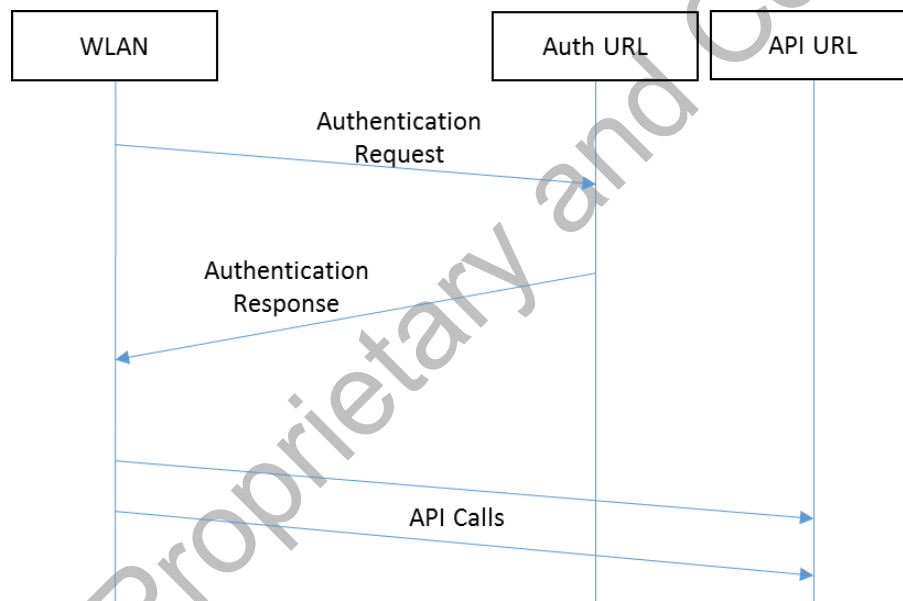 WLAN
Auth URL
API URL
Authentication
Request
Authentication
Response
API Calls
Proprietary and